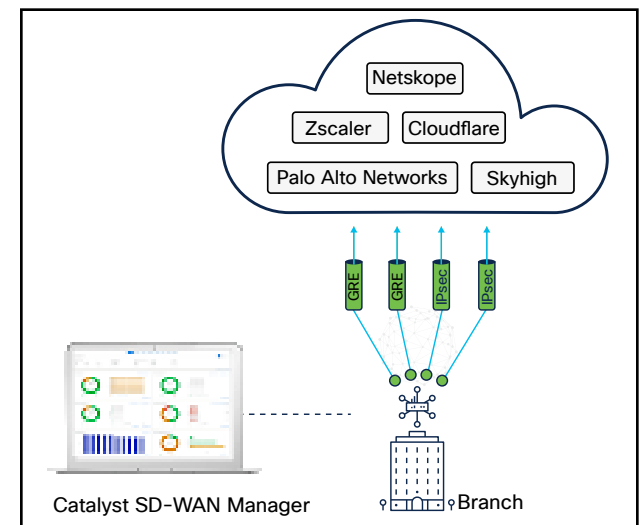 Netskope
Zscaler
Cloudflare
Palo Alto Networks
Skyhigh
GRE
GRE
IPsec
IPsec
Catalyst SD-WAN Manager
Branch